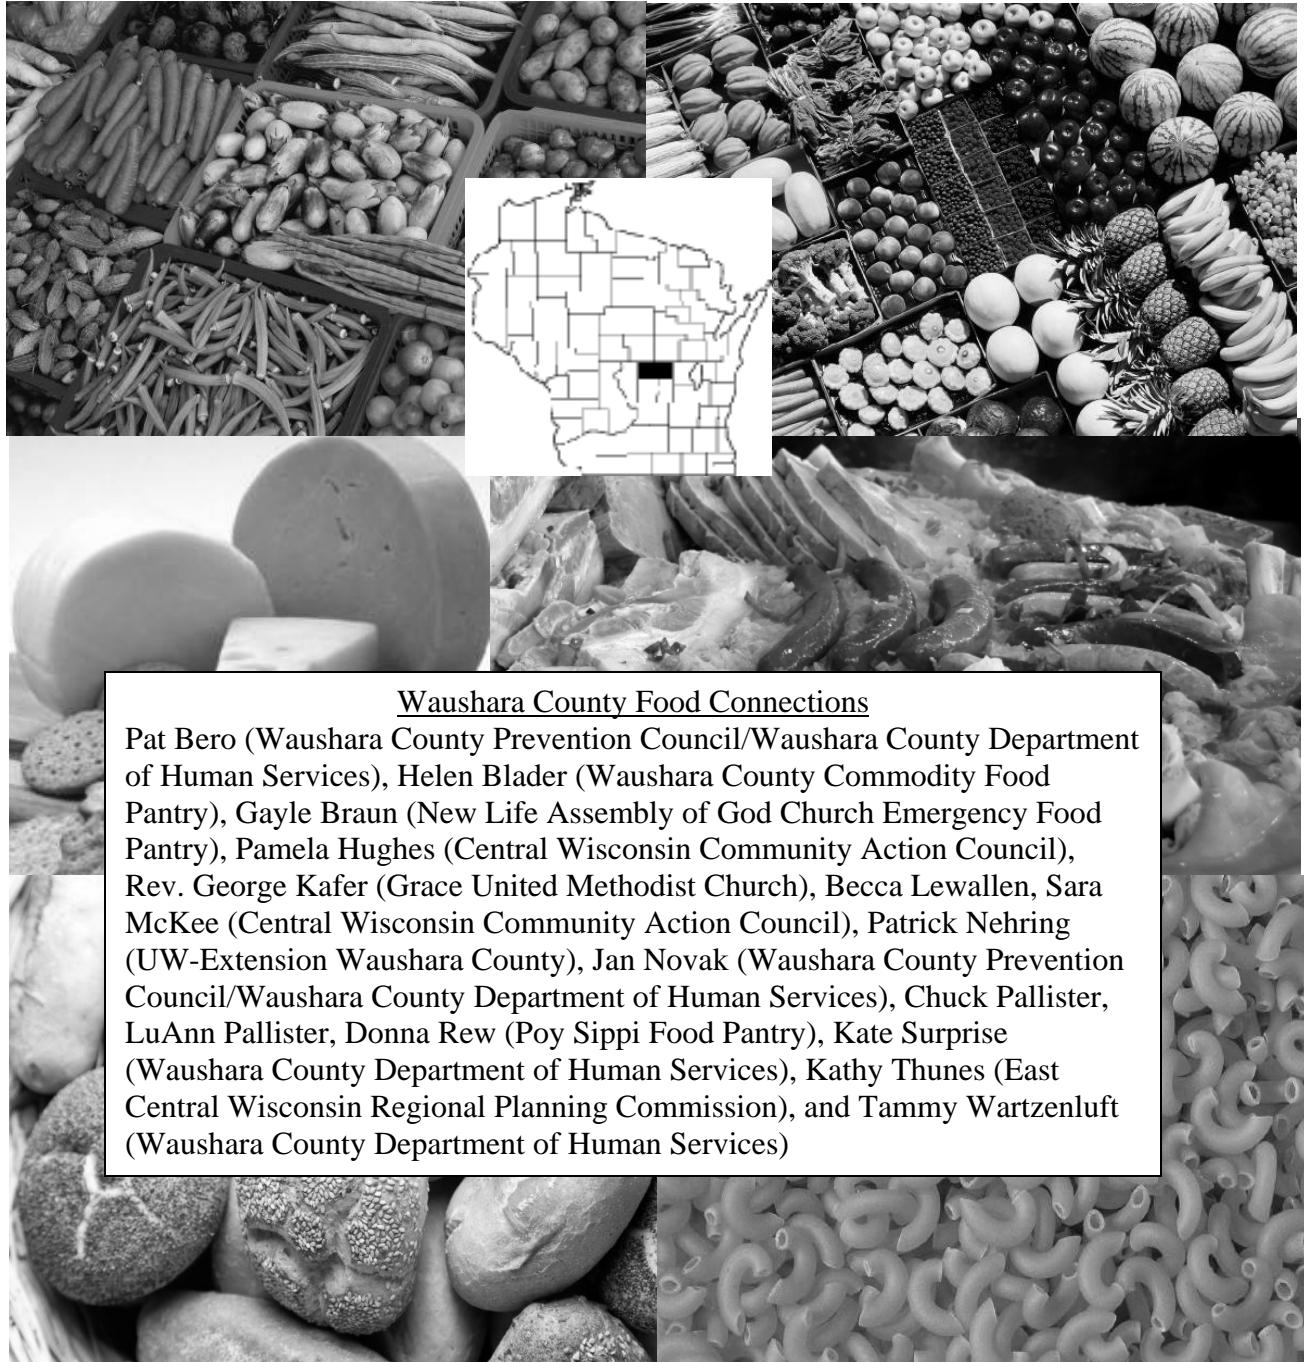 Waushara County Food Connections
Pat Bero (Waushara County Prevention Council/Waushara County Department
of Human Services), Helen Blader (Waushara County Commodity Food
Pantry), Gayle Braun (New Life Assembly of God Church Emergency Food
Pantry), Pamela Hughes (Central Wisconsin Community Action Council),
Rev. George Kafer (Grace United Methodist Church), Becca Lewallen, Sara
McKee (Central Wisconsin Community Action Council), Patrick Nehring
(UW-Extension Waushara County), Jan Novak (Waushara County Prevention
Council/Waushara County Department of Human Services), Chuck Pallister,
LuAnn Pallister, Donna Rew (Poy Sippi Food Pantry), Kate Surprise
(Waushara County Department of Human Services), Kathy Thunes (East
Central Wisconsin Regional Planning Commission), and Tammy Wartzenluft
(Waushara County Department of Human Services)